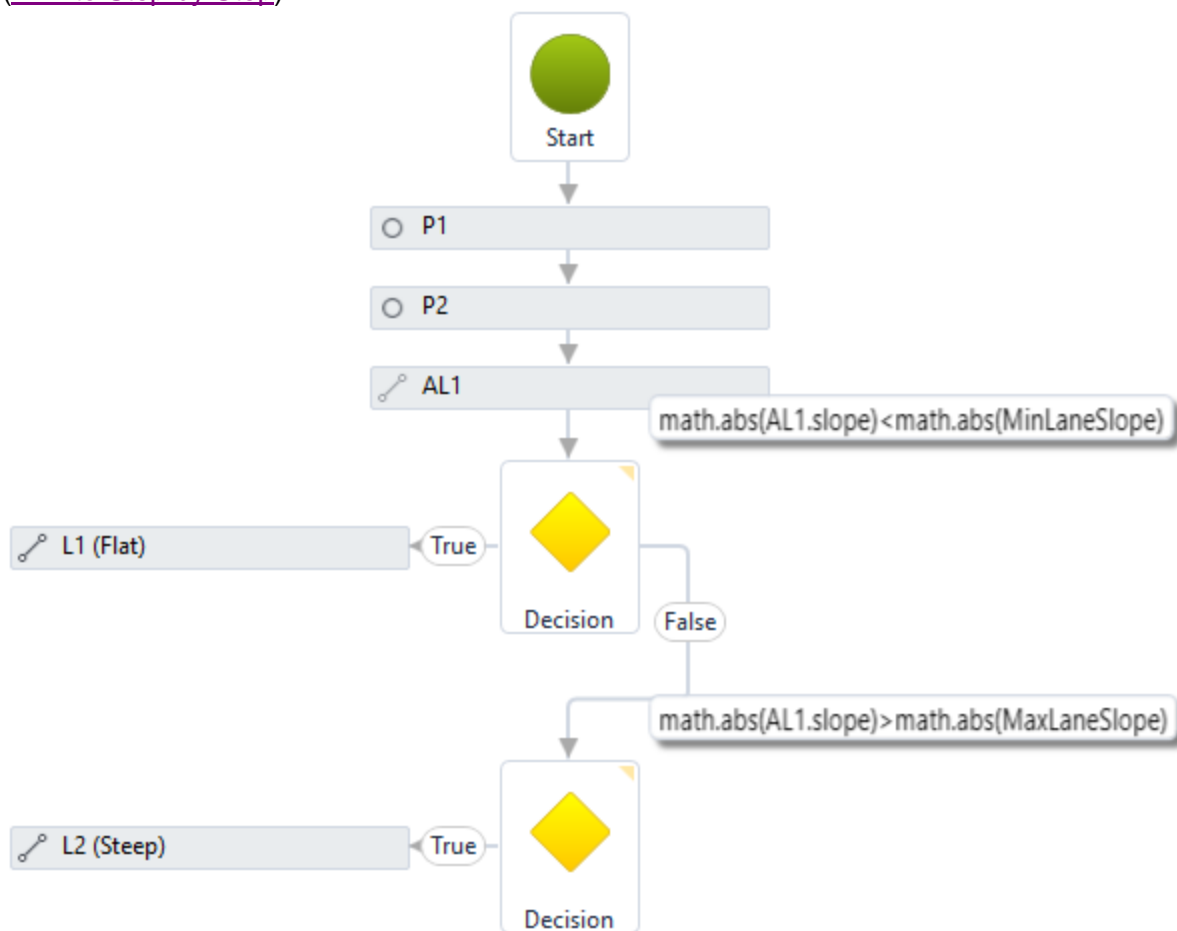 Start
P1
P2
AL1
math.abs(AL1.slope)<math.abs(MinLaneSlope)
L1 (Flat)
True
Decision
False
math.abs(AL1.slope)>math.abs(MaxLaneSlope)
L2 (Steep)
True
Decision